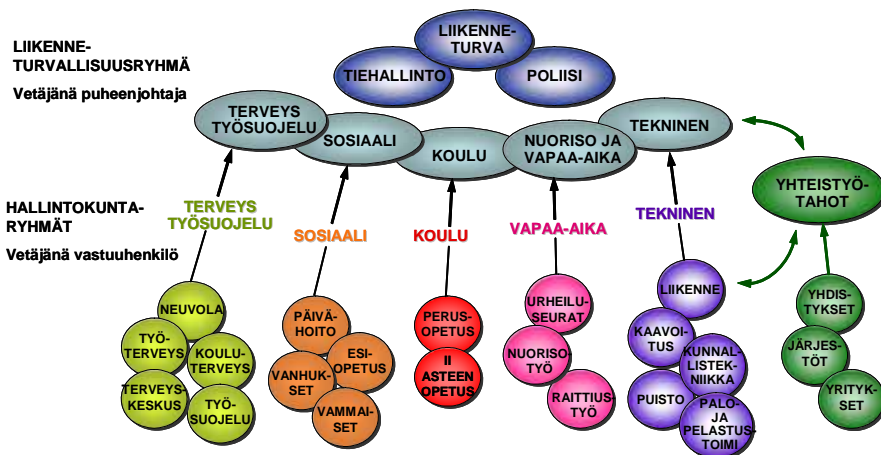 LIIKENNE-
TURVALLISUUSRYHMÄ
Vetäjänä puheenjohtaja
LIIKENNE-
TURVA
TIEHALLINTO
POLIISI
TERVEYS
TYÖSUOJELU
SOSIAALI
KOULU
NUORISO JA
VAPAA-AIKA
TEKNINEN
YHTEISTYÖ-
TAHOT
HALLINTOKUNTA-
RYHMÄT
Vetäjänä vastuuhenkilö
TERVEYS
TYÖSUOJELU
SOSIAALI
KOULU
VAPAA-AIKA
TEKNINEN
NEUVOLA
TYÖ-
TERVEYS
KOULU-
TERVEYS
TERVEYS-
KESKUS
TYÖ-
SUOJELU
PÄIVÄ-
HOITO
ESI-
OPETUS
VANHUK-
SET
VAMMAI-
SET
PERUS-
OPETUS
II
ASTEEN
OPETUS
URHEILU-
SEURAT
NUORISO-
TYÖ
RAITTIUS-
TYÖ
LIIKENNE
KAAVOI-
TUS
KUNNAL-
LISTEK-
NIIKKA
PUISTO
PALO-
JA
PELASTUS-
TOIMI
YHDIS-
TYKSET
JÄRJES-
TÖT
YRITYK-
SET